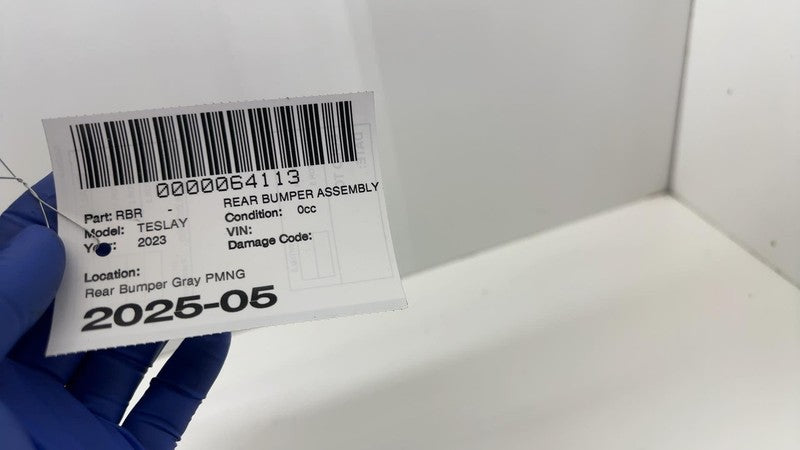 0000064113
Part: RBR - REAR BUMPER ASSEMBLY
Model: TESLAY Condition: 0cc
Year: 2023 VIN:
Damage Code:
Location:
Rear Bumper Gray PMNG
2025-05